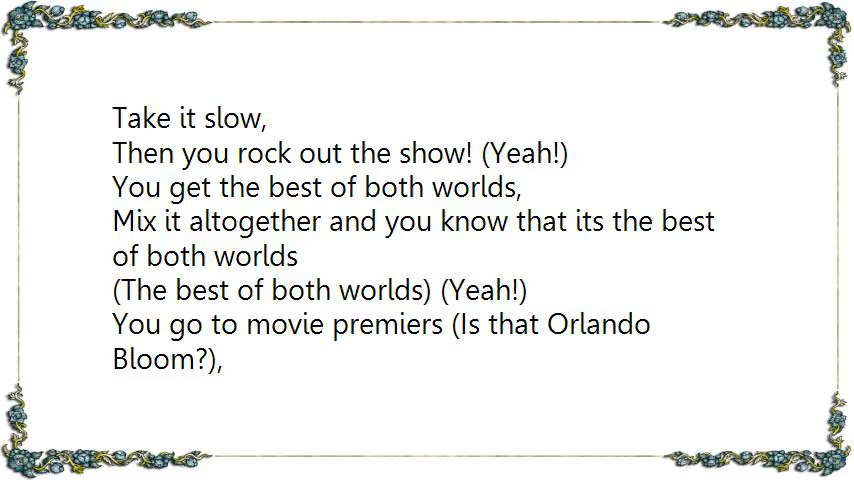 Take it slow,
Then you rock out the show! (Yeah!)
You get the best of both worlds,
Mix it altogether and you know that its the best
of both worlds
(The best of both worlds) (Yeah!)
You go to movie premiers (Is that Orlando
Bloom?),